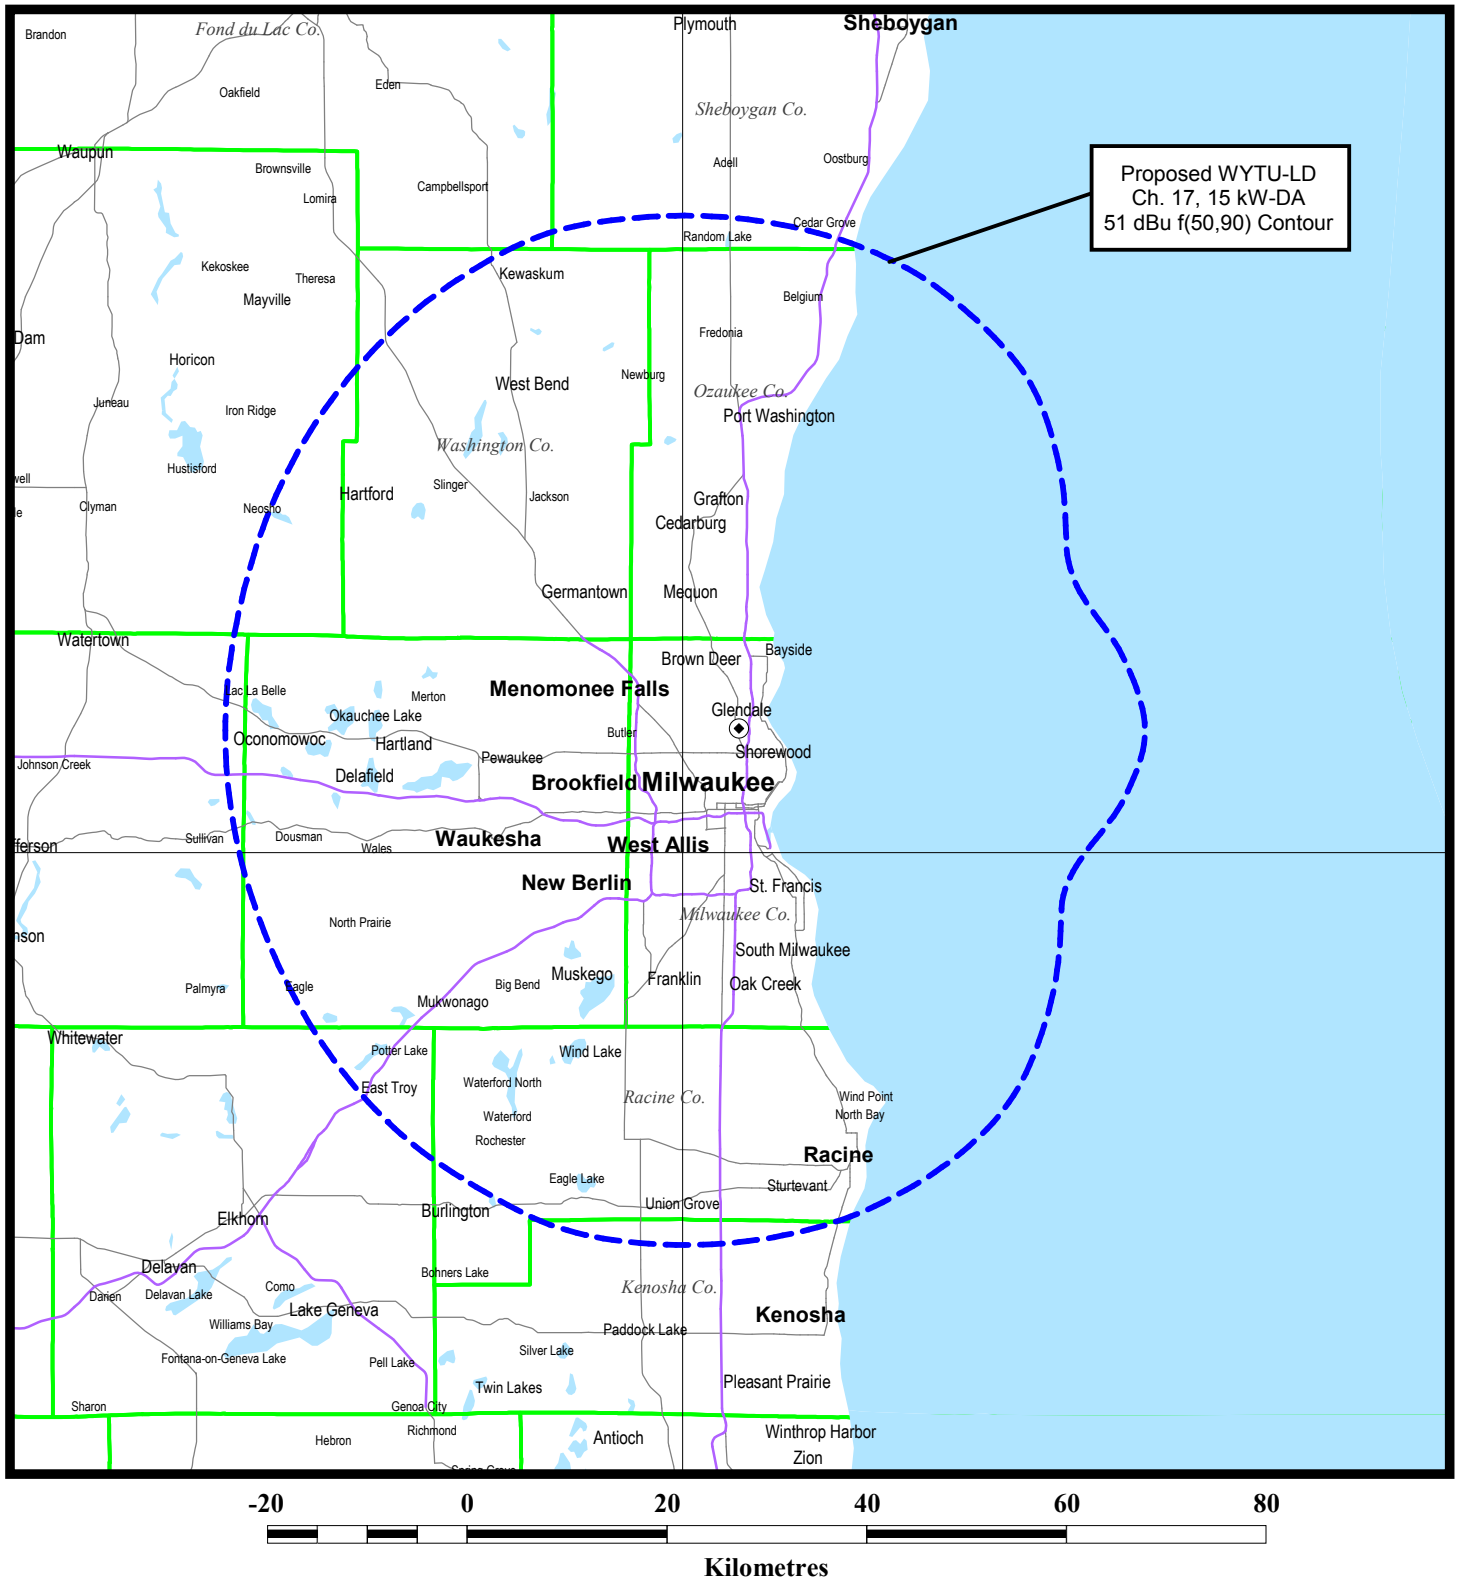 Fond du Lac Co.
Plymouth
Sheboygan
Brandon
Oakfield
Eden
Sheboygan Co.
Waupun
Brownsville
Adell
Oostburg
Lomira
Campbellsport
Proposed WYTU-LD
Ch. 17, 15 kW-DA
51 dBu f(50,90) Contour
Cedar Grove
Random Lake
Kekoskee
Theresa
Kewaskum
Mayville
Belgium
Fredonia
Dam
Horicon
Newburg
West Bend
Ozaukee Co.
Juneau
Iron Ridge
Port Washington
Washington Co.
Hustisford
well
Slinger
Hartford
Jackson
Grafton
Clyman
Neosho
le
Cedarburg
Germantown
Mequon
Watertown
Bayside
Brown Deer
Lac La Belle
Merton
Menomonee Falls
Okauchee Lake
Glendale
Butler
Oconomowoc
Hartland
Pewaukee
Shorewood
Johnson Creek
Delafield
Brookfield
Milwaukee
Sullivan
Dousman
Wales
Waukesha
West Allis
fferson
New Berlin
St. Francis
North Prairie
Milwaukee Co.
nson
South Milwaukee
Palmyra
Eagle
Big Bend
Muskego
Franklin
Oak Creek
Mukwonago
Whitewater
Potter Lake
Wind Lake
East Troy
Waterford North
Racine Co.
Wind Point
North Bay
Waterford
Rochester
Racine
Eagle Lake
Sturtevant
Union Grove
Elkhorn
Burlington
Delavan
Bohners Lake
Kenosha Co.
Darien
Delavan Lake
Como
Lake Geneva
Kenosha
Williams Bay
Paddock Lake
Fontana-on-Geneva Lake
Pell Lake
Silver Lake
Twin Lakes
Pleasant Prairie
Sharon
Genoa City
Hebron
Richmond
Antioch
Winthrop Harbor
Zion
Spring Grove
-20 0 20 40 60 80
Kilometres